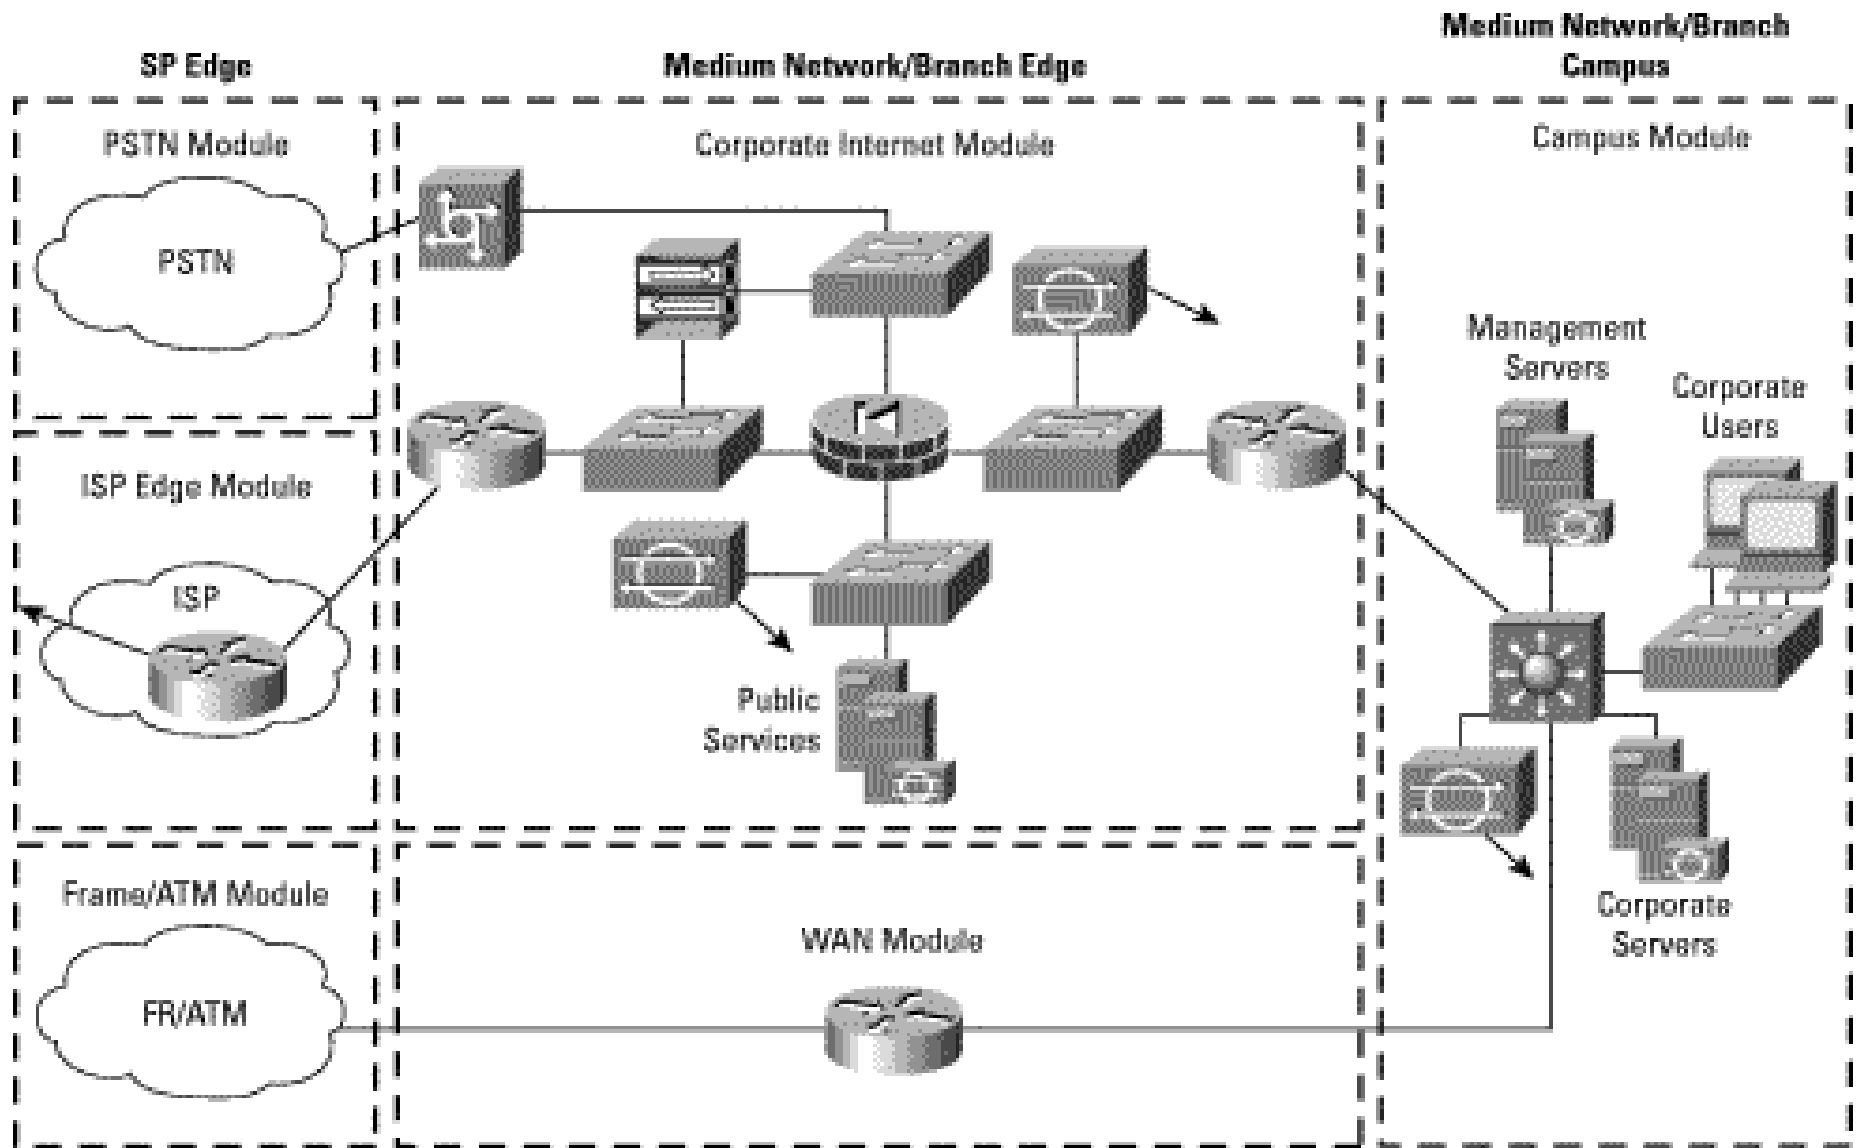 SP Edge
Medium Network/Branch Edge
Medium Network/Branch
Campus
PSTN Module
PSTN
ISP Edge Module
ISP
Frame/ATM Module
FR/ATM
Corporate Internet Module
Public
Services
WAN Module
Campus Module
Management
Servers
Corporate
Users
Corporate
Servers